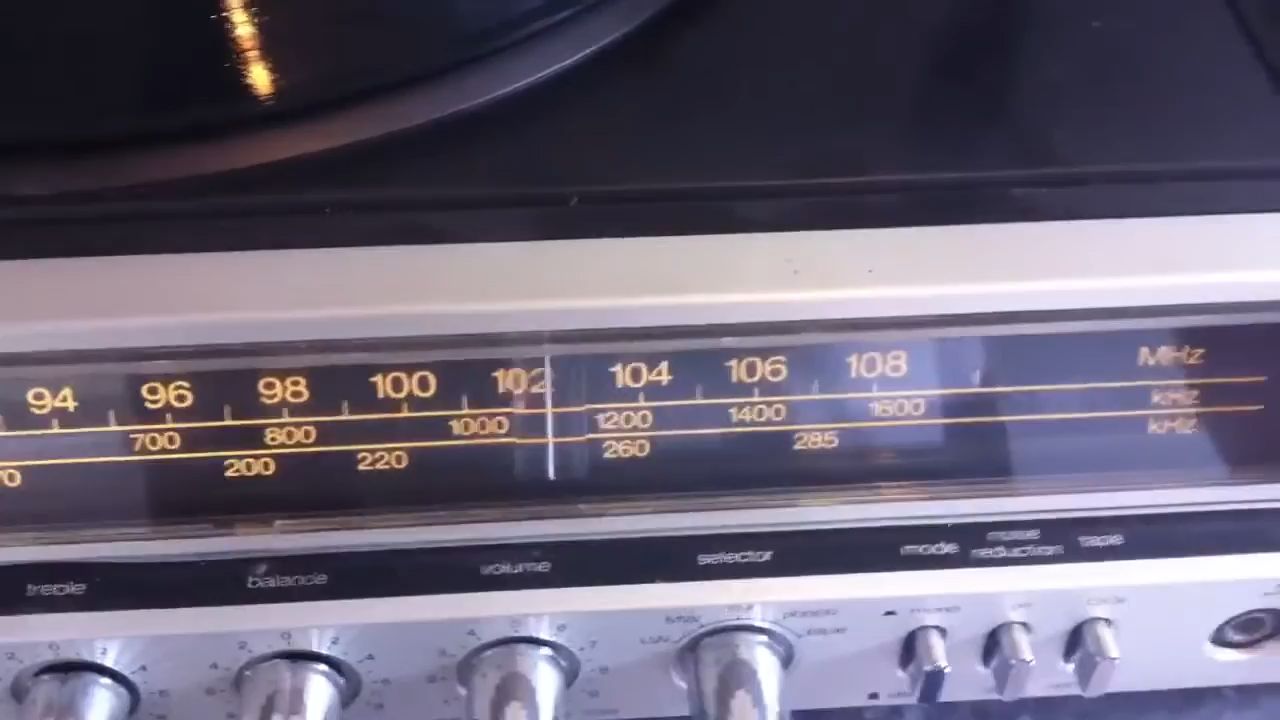 94 96 98 100 102 104 106 108 MHz
700 800 1000 1200 1400 1600 kHz
200 220 260 285 kHz
treble balance volume selector mode noise reduction tape
mono